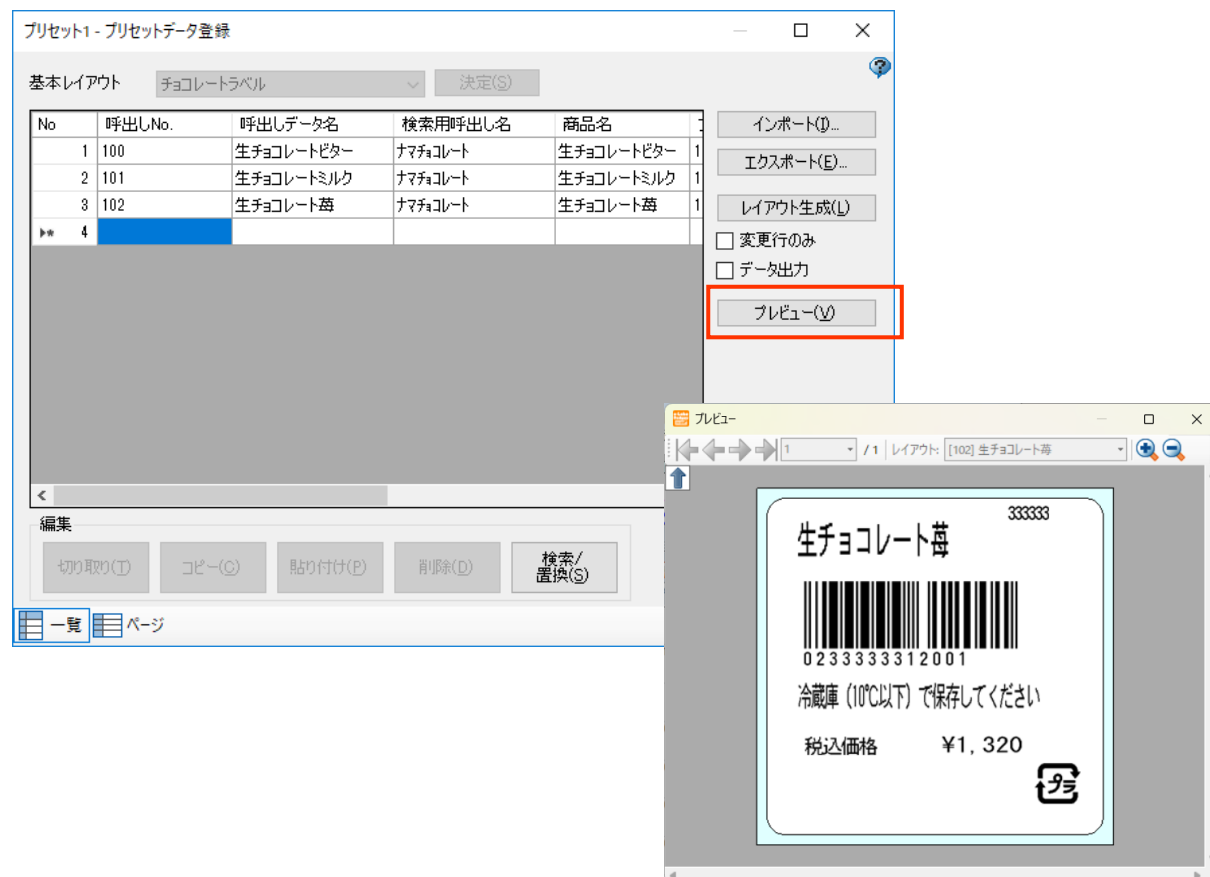 プリセット1 - プリセットデータ登録
基本レイアウト チョコレートラベル 決定(S)
No 呼出しNo. 呼出しデータ名 検索用呼出し名 商品名
1 100 生チョコレートビター ﾅﾏﾁｮｺﾚｰﾄ 生チョコレートビター 1
2 101 生チョコレートミルク ﾅﾏﾁｮｺﾚｰﾄ 生チョコレートミルク 1
3 102 生チョコレート苺 ﾅﾏﾁｮｺﾚｰﾄ 生チョコレート苺 1
4
インポート(I)...
エクスポート(E)...
レイアウト生成(L)
変更行のみ
データ出力
プレビュー(V)
編集
切り取り(T) コピー(C) 貼り付け(P) 削除(D) 検索/
置換(S)
一覧 ページ
プレビュー
1 / 1 レイアウト: [102] 生チョコレート苺
333333
生チョコレート苺
0233333312001
冷蔵庫（10℃以下）で保存してください
税込価格 ¥1,320
プラ